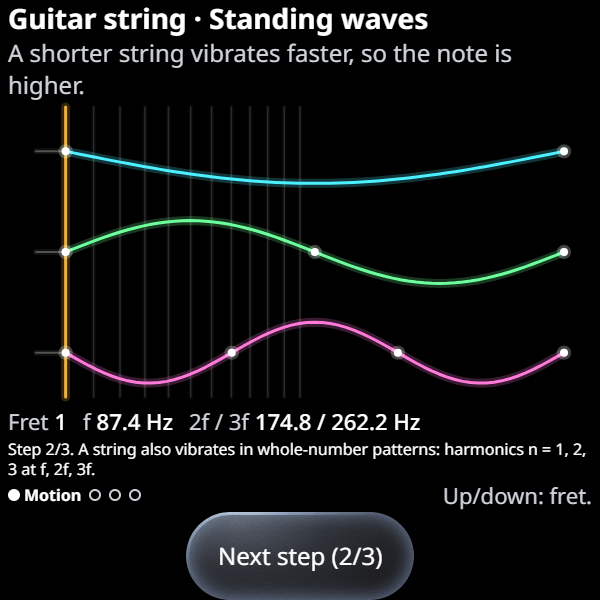 Guitar string · Standing waves
A shorter string vibrates faster, so the note is
higher.
Fret 1 f 87.4 Hz 2f / 3f 174.8 / 262.2 Hz
Step 2/3. A string also vibrates in whole-number patterns: harmonics n = 1, 2,
3 at f, 2f, 3f.
Motion
Up/down: fret.
Next step (2/3)